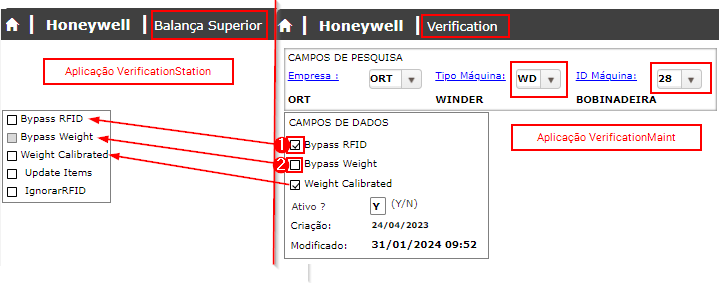 Honeywell
Balança Superior
Aplicação VerificationStation
Bypass RFID
Bypass Weight
Weight Calibrated
Update Items
IgnorarRFID
Honeywell
Verification
CAMPOS DE PESQUISA
Empresa : ORT Tipo Máquina: WD ID Máquina: 28
ORT WINDER BOBINADEIRA
CAMPOS DE DADOS
1 Bypass RFID
2 Bypass Weight
Weight Calibrated
Ativo ? Y (Y/N)
Criação: 24/04/2023
Modificado: 31/01/2024 09:52
Aplicação VerificationMaint